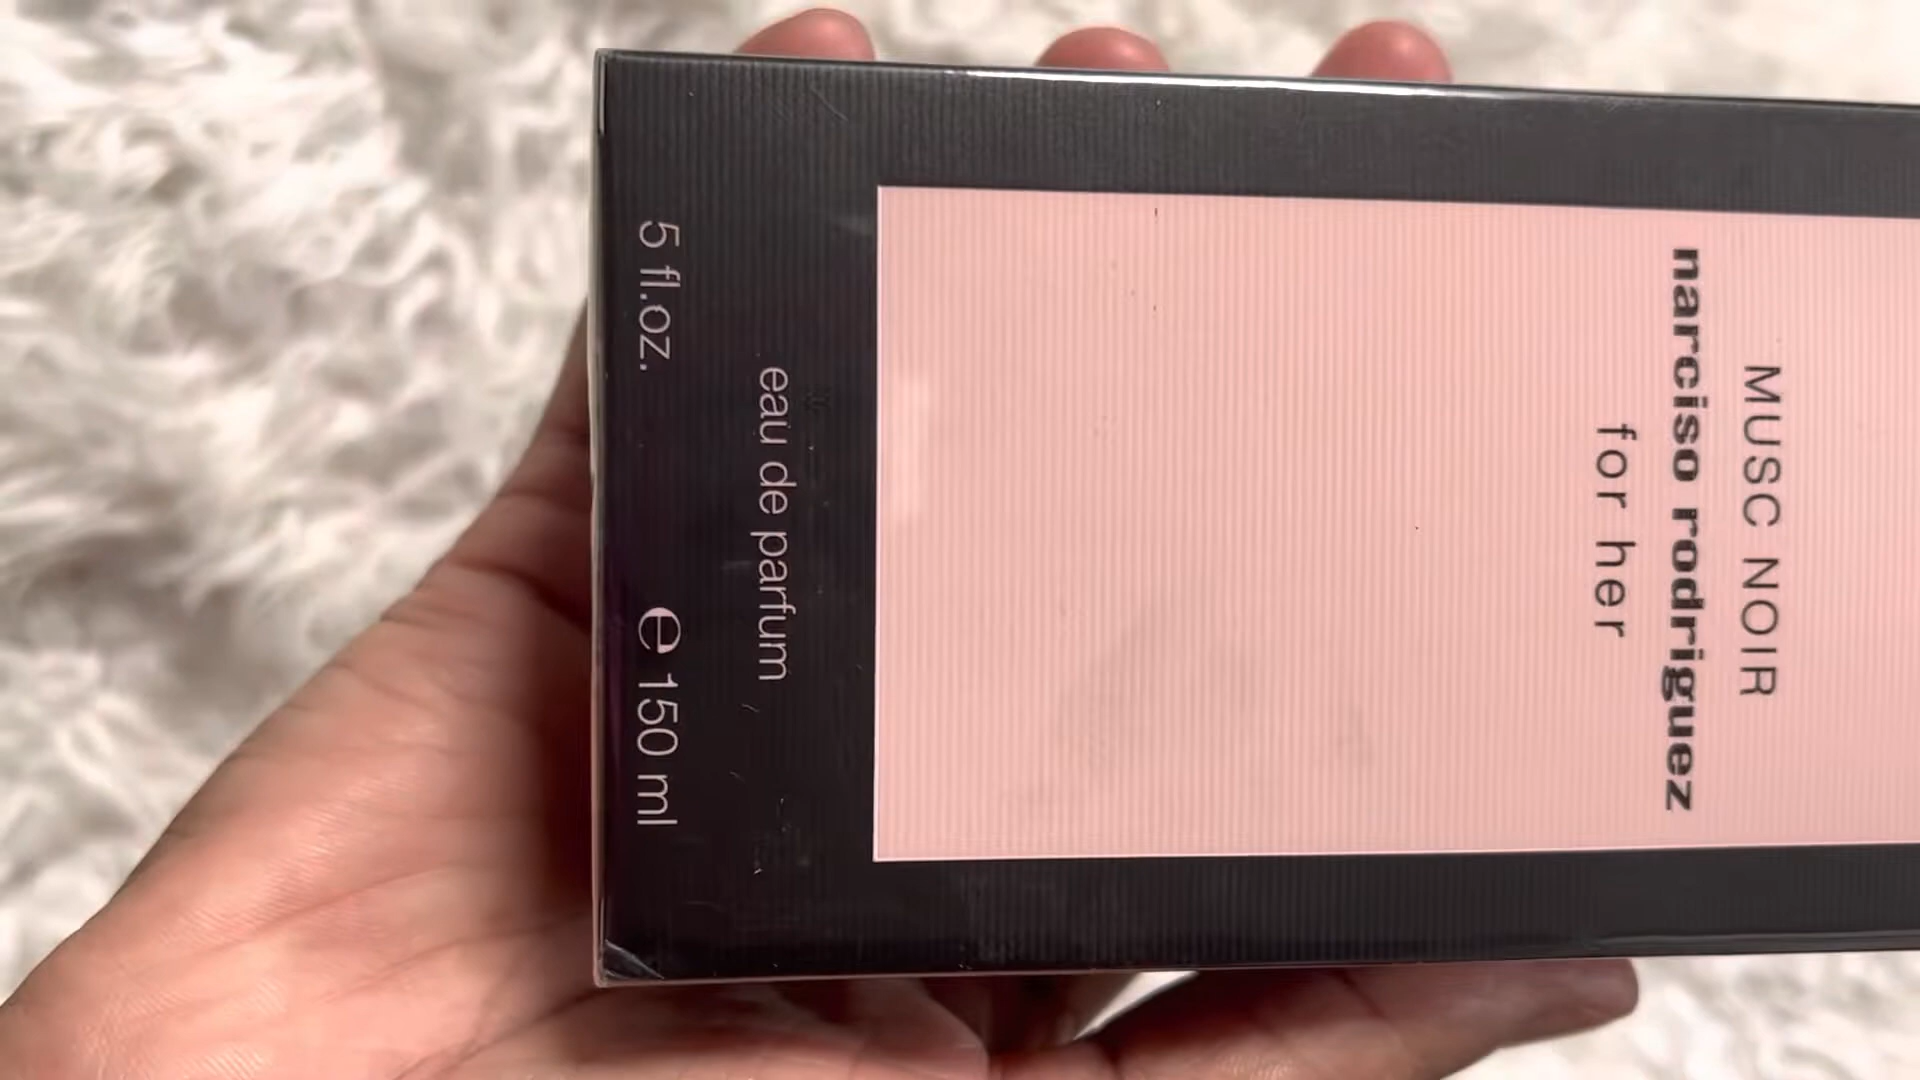 MUSC NOIR
narciso rodriguez
for her
eau de parfum
5 fl.oz. ℮ 150 ml